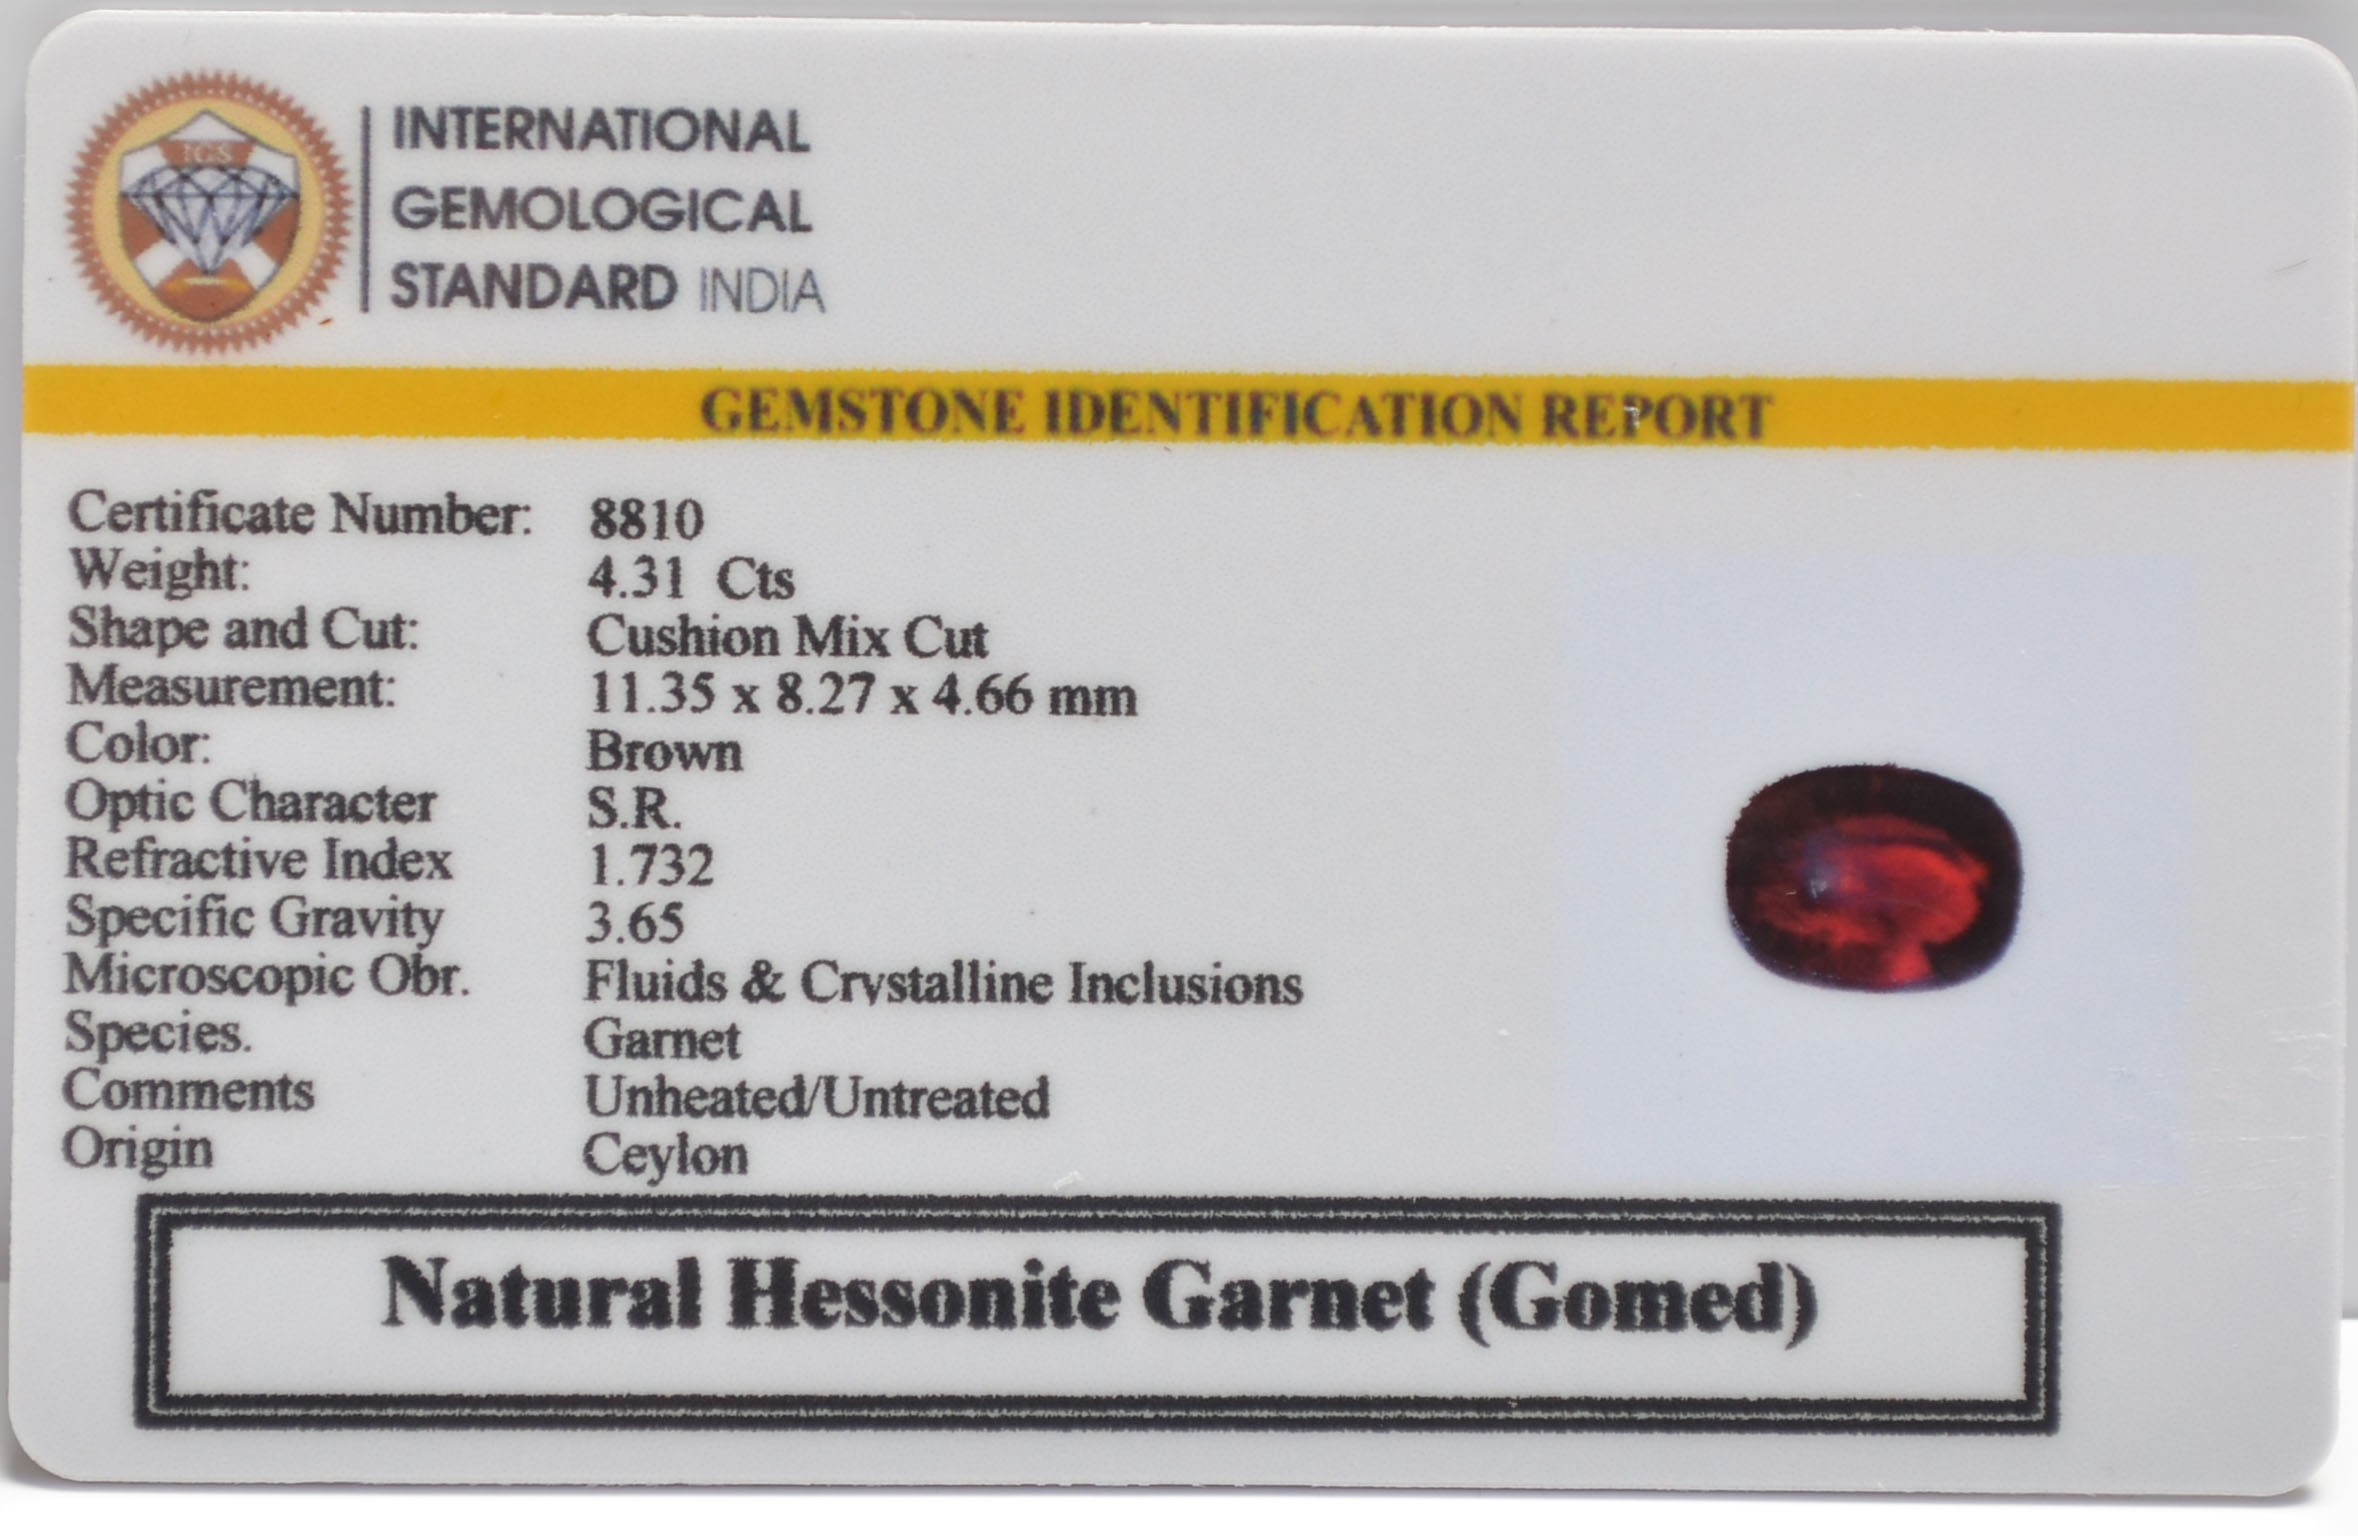 IGS
INTERNATIONAL
GEMOLOGICAL
STANDARD INDIA
GEMSTONE IDENTIFICATION REPORT
Certificate Number: 8810
Weight: 4.31 Cts
Shape and Cut: Cushion Mix Cut
Measurement: 11.35 x 8.27 x 4.66 mm
Color: Brown
Optic Character S.R.
Refractive Index 1.732
Specific Gravity 3.65
Microscopic Obr. Fluids & Crystalline Inclusions
Species. Garnet
Comments Unheated/Untreated
Origin Ceylon
Natural Hessonite Garnet (Gomed)